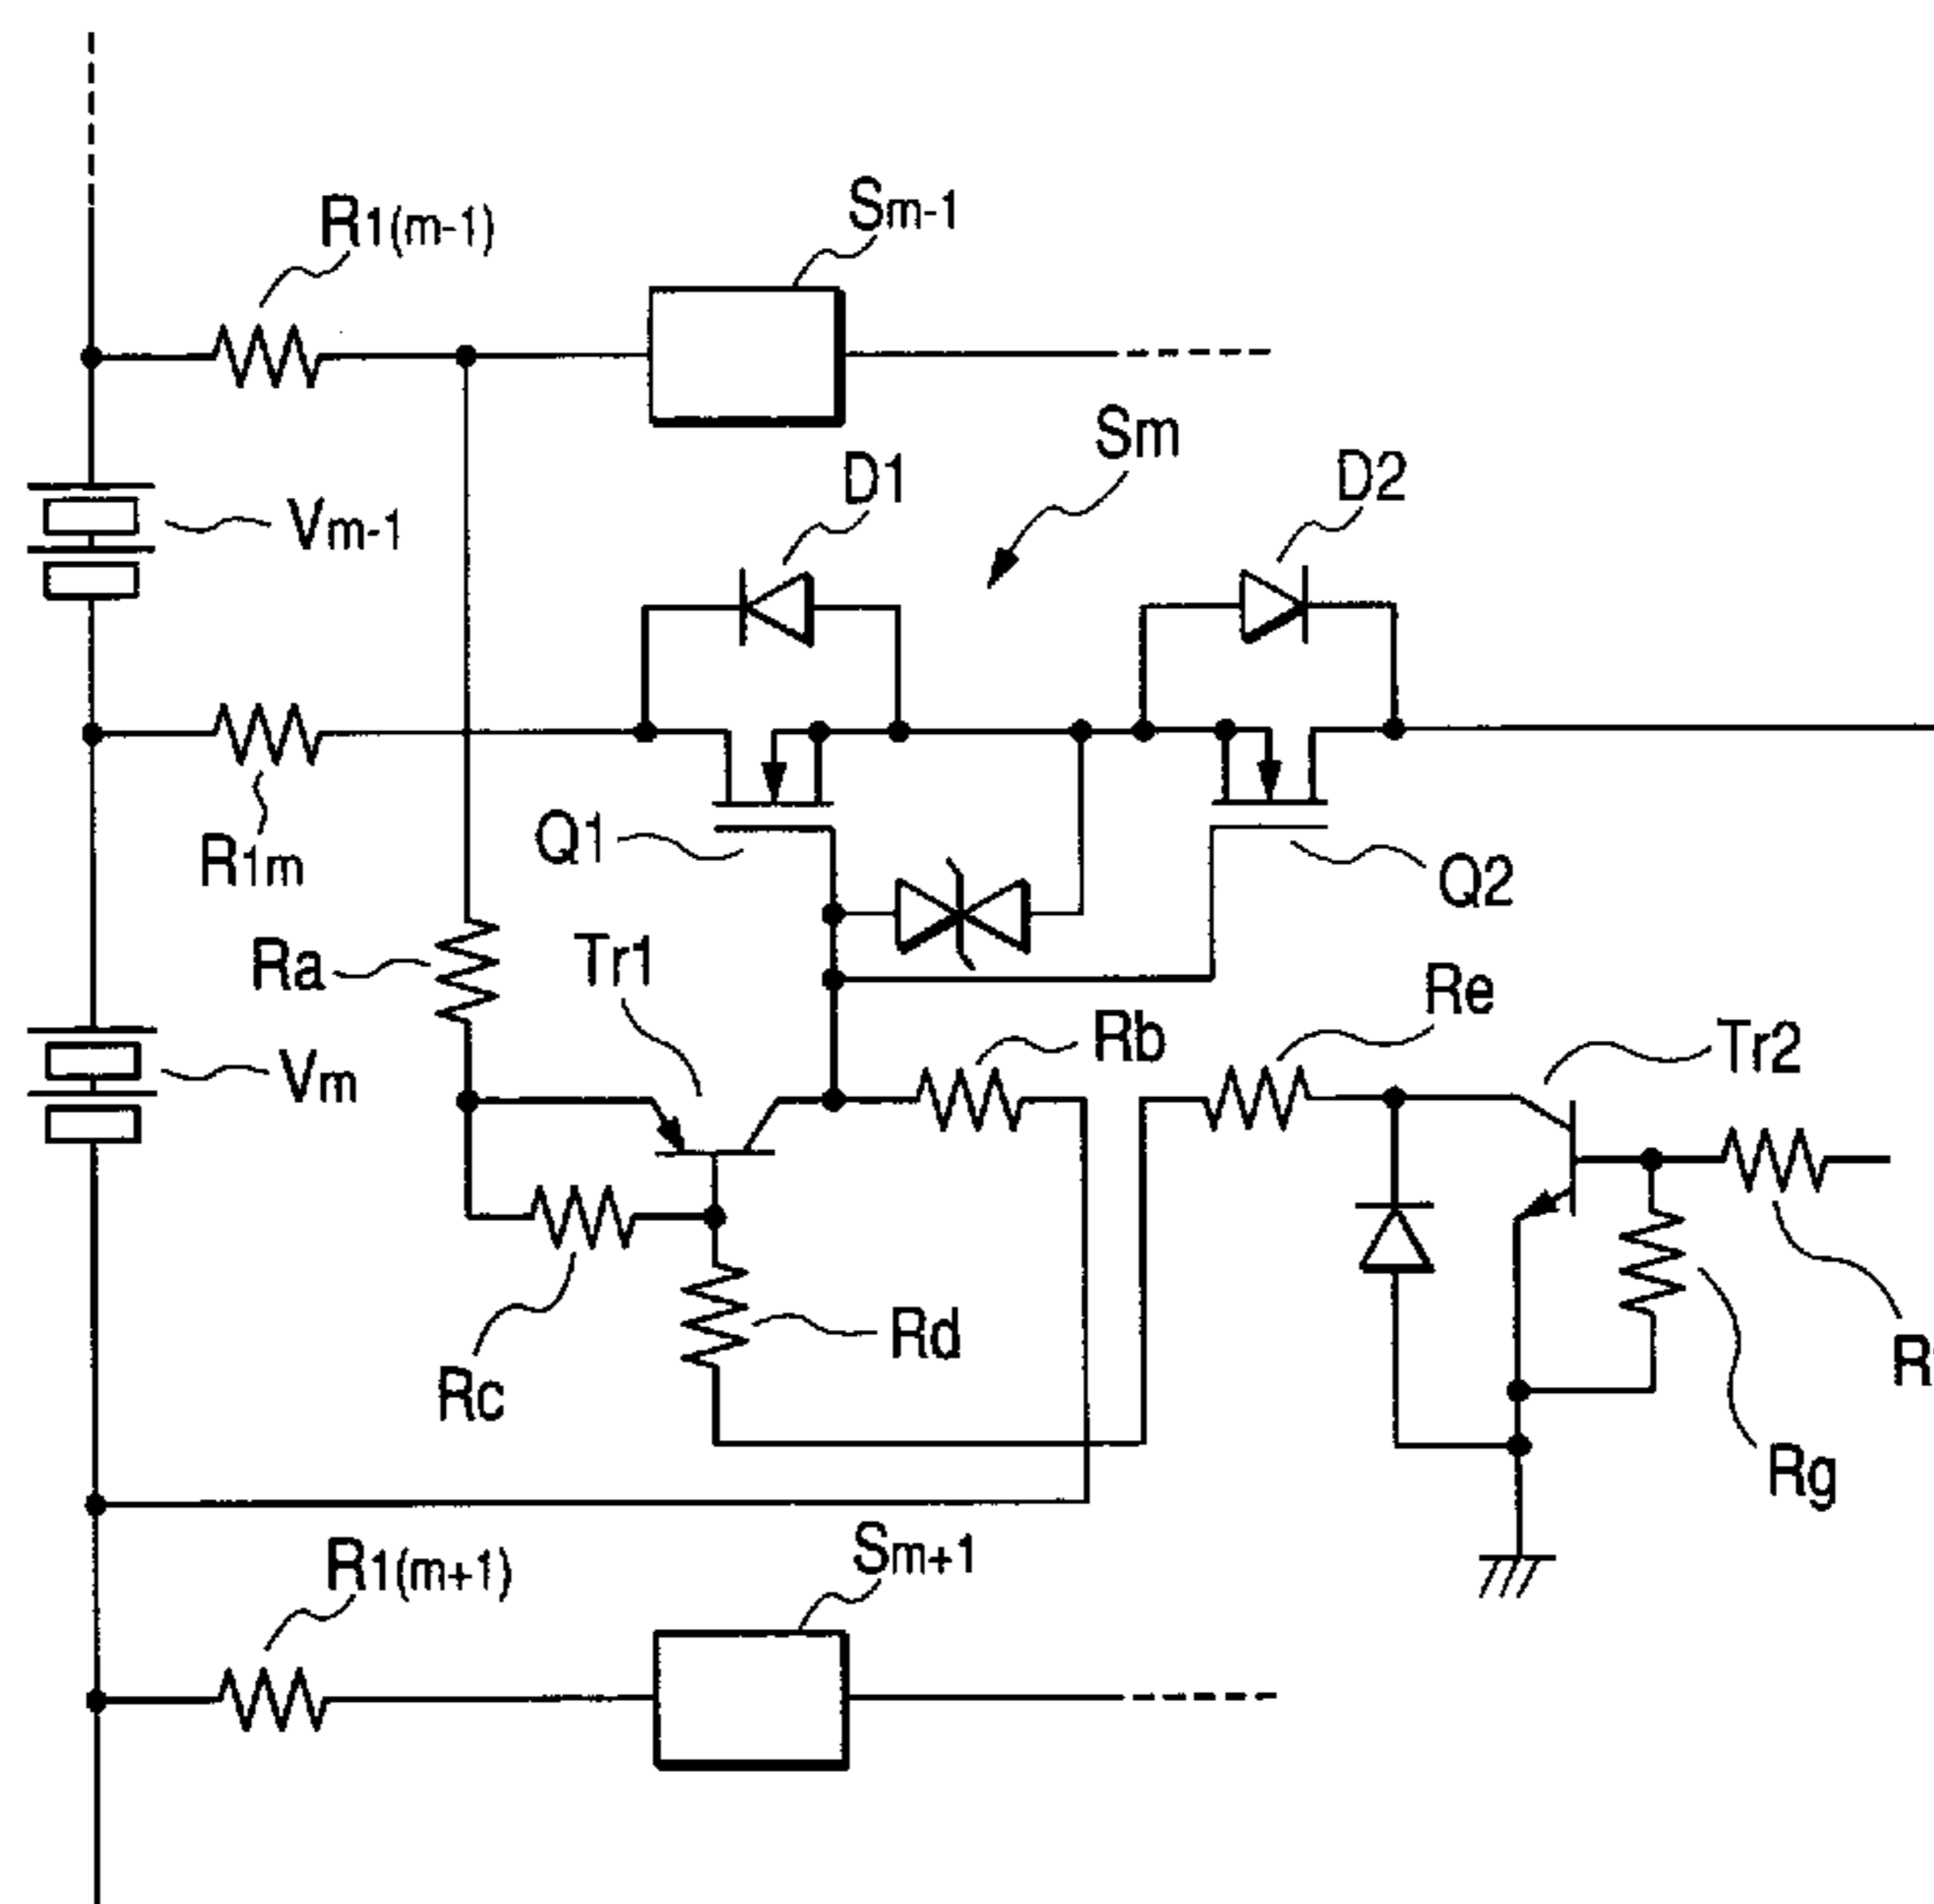 R1(m-1)
Sm-1
Sm
D1
D2
Vm-1
R1m
Q1
Q2
Ra
Tr1
Re
Rb
Tr2
Vm
Rd
Rc
Rg
R1(m+1)
Sm+1